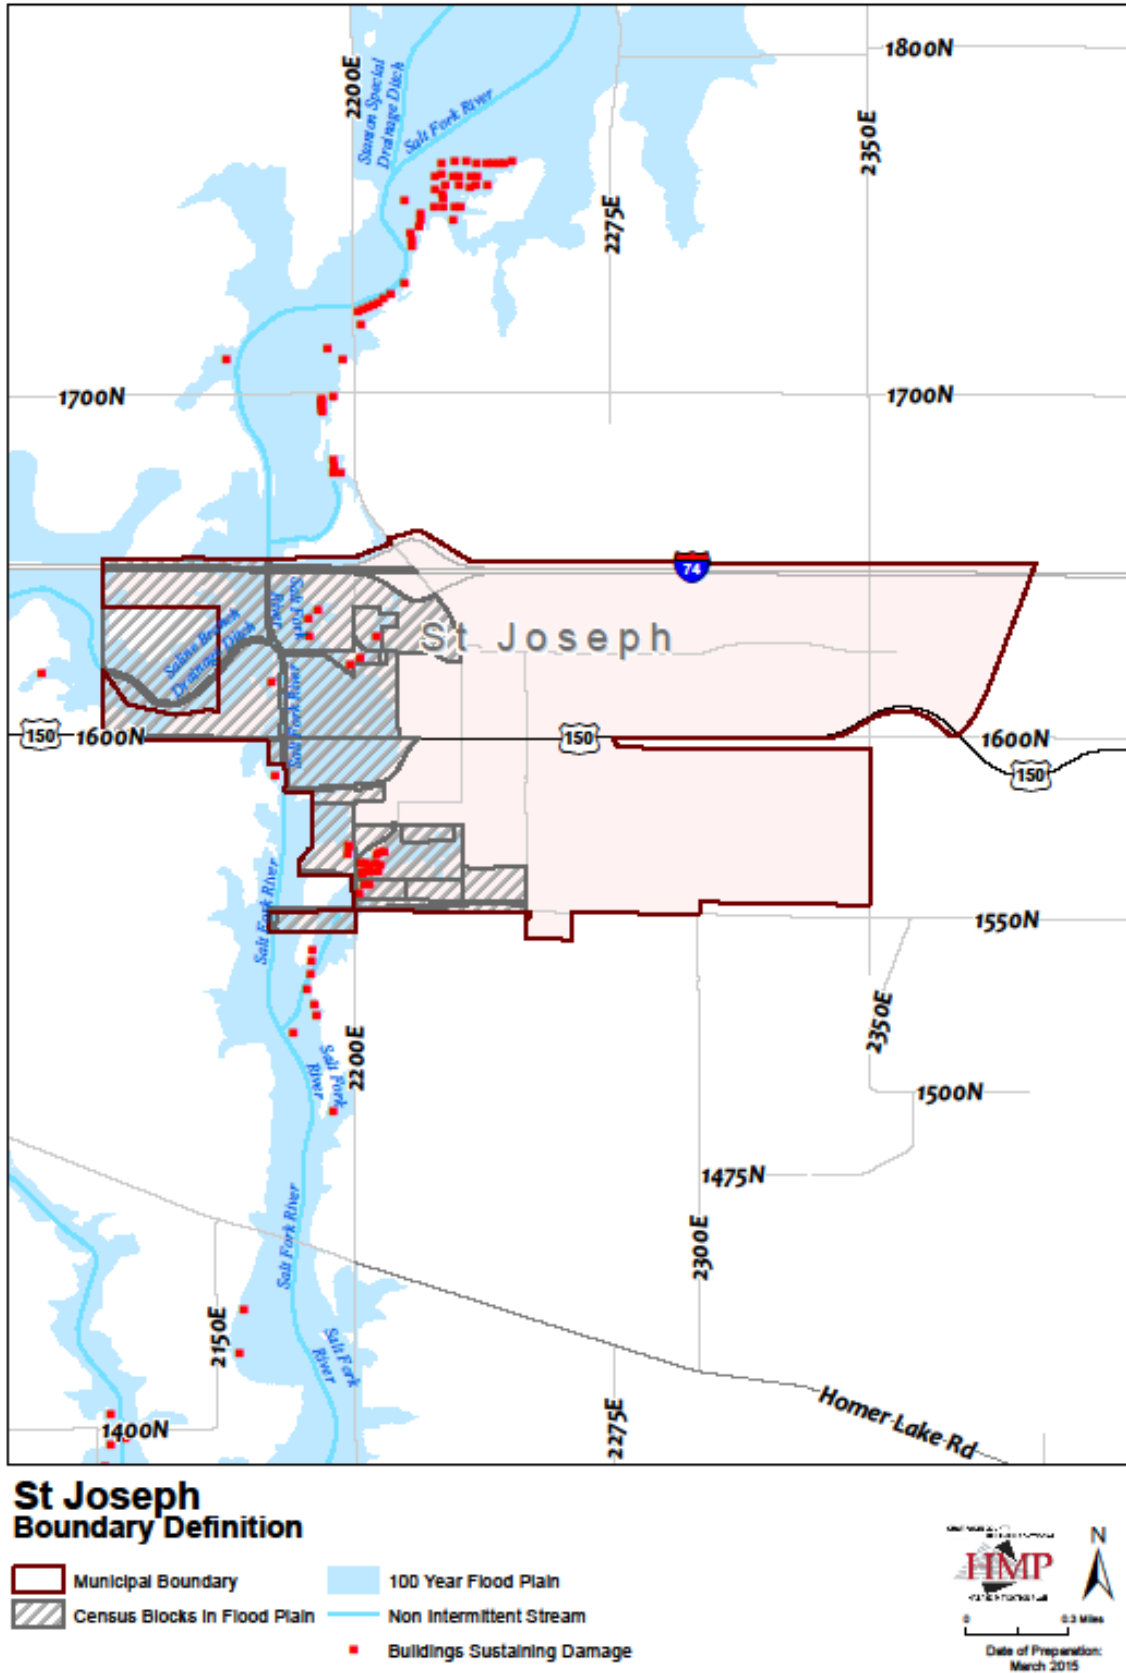 1800N
2200E
Stanton Special
Drainage Ditch
Salt Fork River
2350E
2275E
1700N
1700N
74
Salt Fork
River
St Joseph
Saline Branch
Drainage Ditch
Salt Fork River
150
1600N
150
1600N
150
Salt Fork River
1550N
2350E
2200E
Salt Fork
River
1500N
1475N
Salt Fork River
2300E
2150E
Salt Fork
River
Homer Lake Rd
2275E
1400N
St Joseph
Boundary Definition
Municipal Boundary
100 Year Flood Plain
Census Blocks in Flood Plain
Non Intermittent Stream
Buildings Sustaining Damage
HMP
N
0 0.3 Miles
Date of Preparation:
March 2015